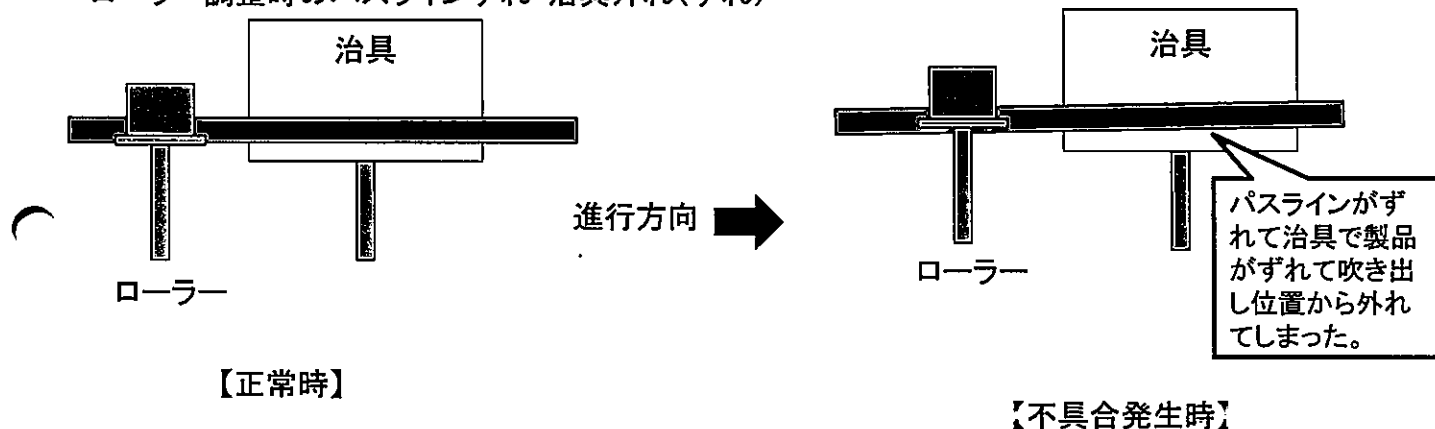 治具
ローラー
【正常時】
進行方向
治具
ローラー
パスラインがず
れて治具で製品
がずれて吹き出
し位置から外れ
てしまった。
【不具合発生時】